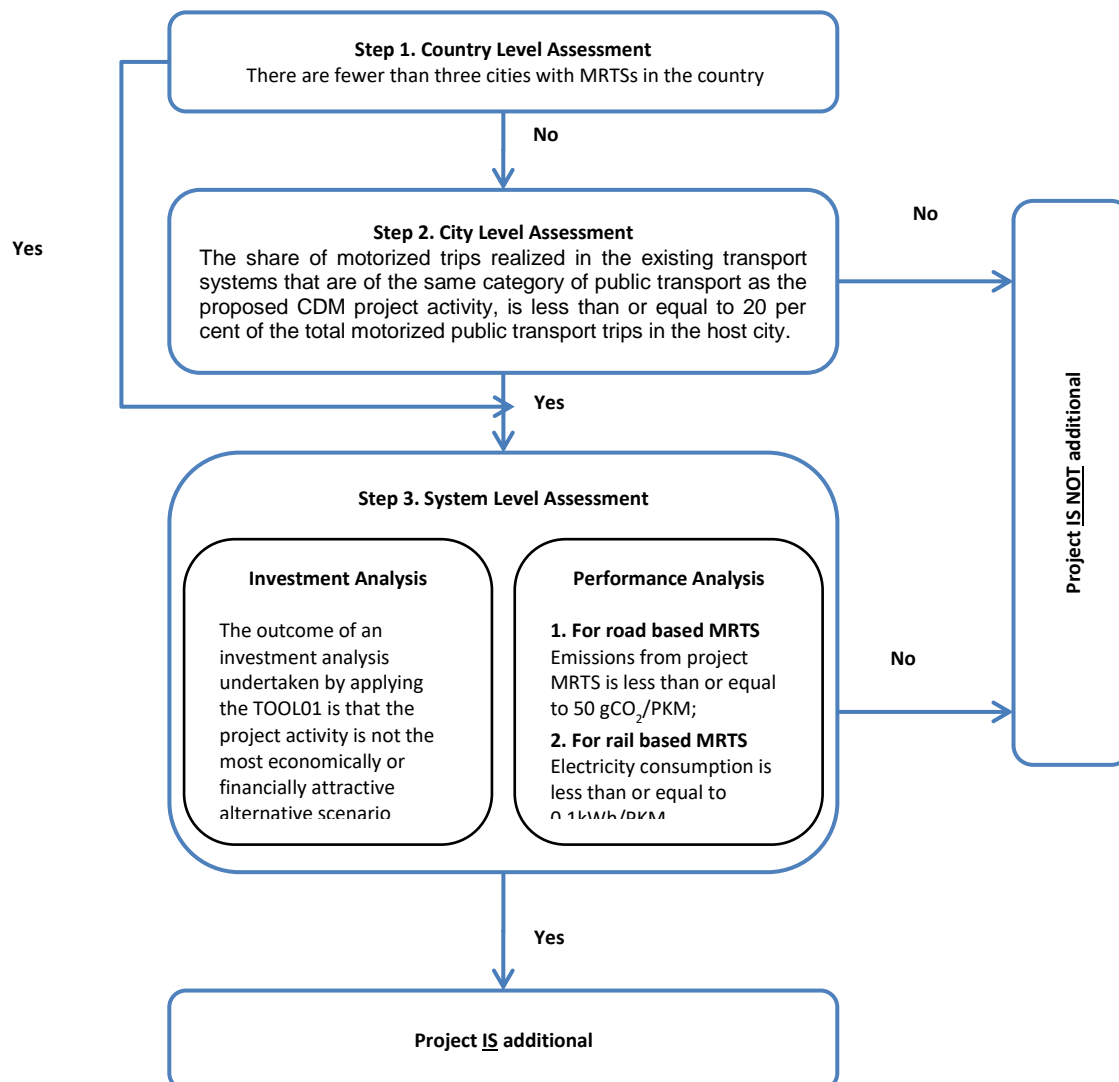 Step 1. Country Level Assessment
There are fewer than three cities with MRTSs in the country
No
Yes
Step 2. City Level Assessment
The share of motorized trips realized in the existing transport
systems that are of the same category of public transport as the
proposed CDM project activity, is less than or equal to 20 per
cent of the total motorized public transport trips in the host city.
No
Yes
Project IS NOT additional
Step 3. System Level Assessment
Investment Analysis
The outcome of an
investment analysis
undertaken by applying
the TOOL01 is that the
project activity is not the
most economically or
financially attractive
alternative scenario
Performance Analysis
1. For road based MRTS
Emissions from project
MRTS is less than or equal
to 50 gCO₂/PKM;
2. For rail based MRTS
Electricity consumption is
less than or equal to
0.1kWh/PKM
No
Yes
Project IS additional